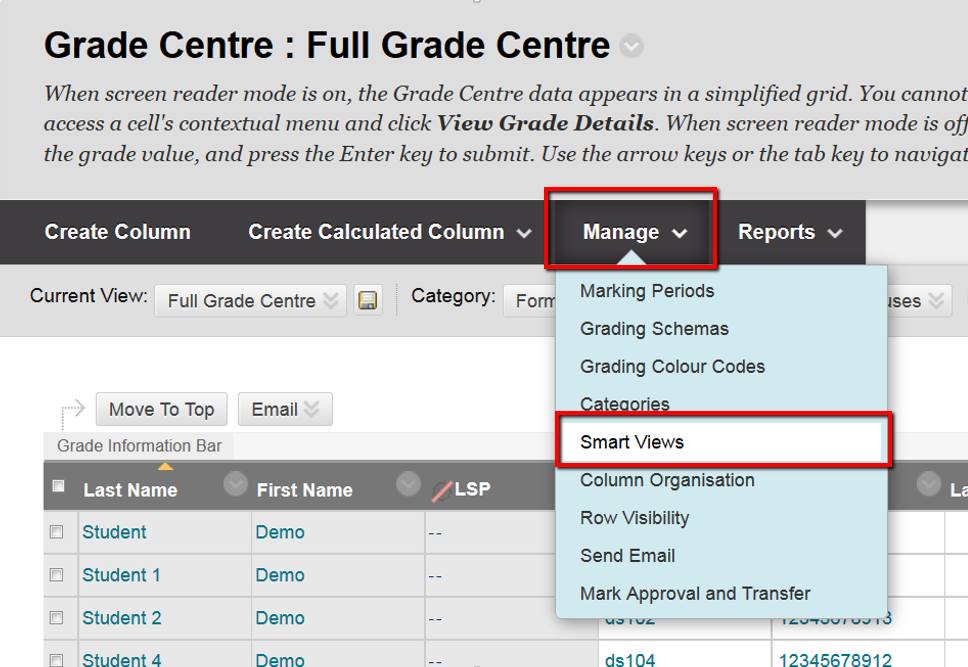 Grade Centre : Full Grade Centre
When screen reader mode is on, the Grade Centre data appears in a simplified grid. You cannot
access a cell's contextual menu and click View Grade Details. When screen reader mode is off
the grade value, and press the Enter key to submit. Use the arrow keys or the tab key to navigat
Create Column Create Calculated Column Manage Reports
Current View: Full Grade Centre Category: Form uses
Marking Periods
Grading Schemas
Grading Colour Codes
Categories
Smart Views
Column Organisation
Row Visibility
Send Email
Mark Approval and Transfer
Move To Top Email
Grade Information Bar
Last Name First Name LSP La
Student Demo --
Student 1 Demo --
Student 2 Demo -- ds102 12345678913
Student 4 Demo -- ds104 12345678912